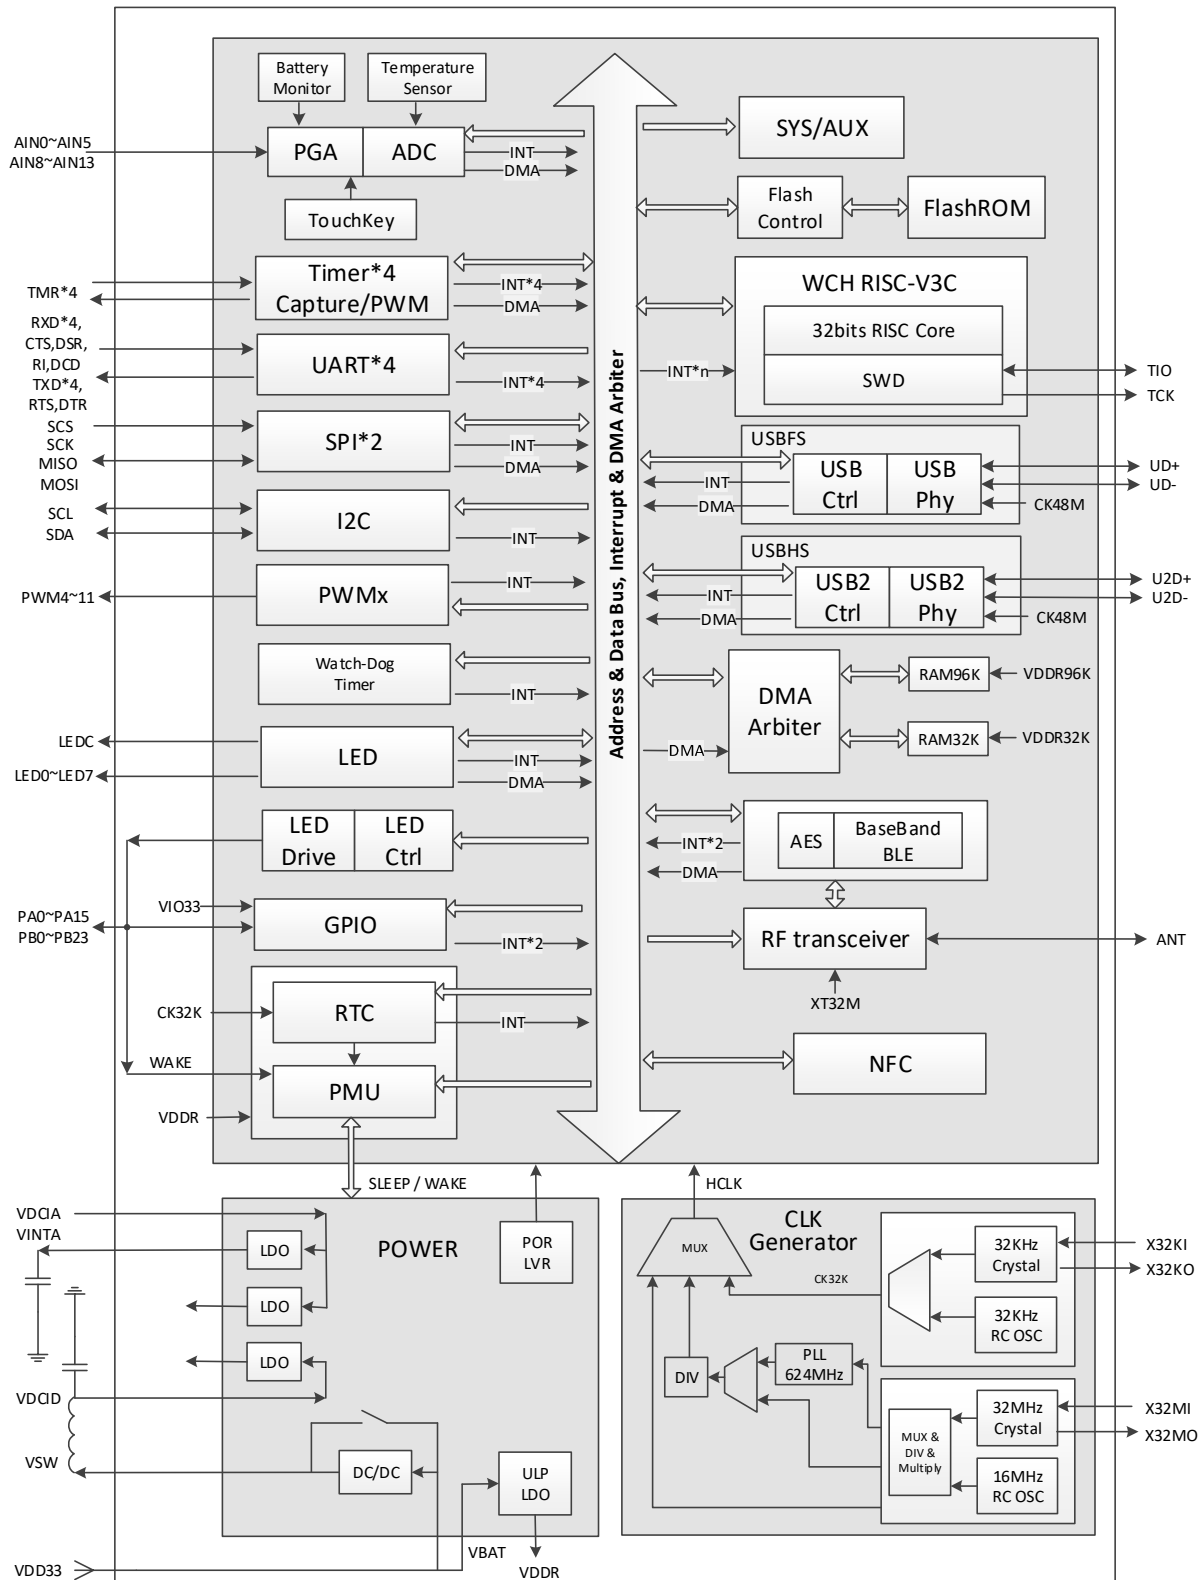 Battery
Monitor
Temperature
Sensor
AIN0~AIN5
AIN8~AIN13
PGA
ADC
INT
DMA
TouchKey
TMR*4
Timer*4
Capture/PWM
INT*4
DMA
RXD*4,
CTS,DSR,
RI,DCD
TXD*4,
RTS,DTR
UART*4
INT*4
SCS
SCK
MISO
MOSI
SPI*2
INT
DMA
SCL
SDA
I2C
INT
PWM4~11
PWMx
INT
Watch-Dog
Timer
INT
LEDC
LED0~LED7
LED
INT
DMA
LED
Drive
LED
Ctrl
PA0~PA15
PB0~PB23
VIO33
GPIO
INT*2
CK32K
RTC
INT
WAKE
PMU
VDDR
Address & Data Bus, Interrupt & DMA Arbiter
SYS/AUX
Flash
Control
FlashROM
WCH RISC-V3C
32bits RISC Core
SWD
INT*n
TIO
TCK
USBFS
USB
Ctrl
USB
Phy
INT
DMA
UD+
UD-
CK48M
USBHS
USB2
Ctrl
USB2
Phy
INT
DMA
U2D+
U2D-
CK48M
DMA
Arbiter
DMA
RAM96K
VDDR96K
RAM32K
VDDR32K
AES
BaseBand
BLE
INT*2
DMA
RF transceiver
ANT
XT32M
NFC
SLEEP / WAKE
HCLK
VDCIA
VINTA
LDO
LDO
LDO
POWER
POR
LVR
VDCID
VSW
DC/DC
ULP
LDO
VBAT
VDDR
VDD33
CLK
Generator
MUX
CK32K
32KHz
Crystal
32KHz
RC OSC
X32KI
X32KO
DIV
PLL
624MHz
MUX &
DIV &
Multiply
32MHz
Crystal
16MHz
RC OSC
X32MI
X32MO